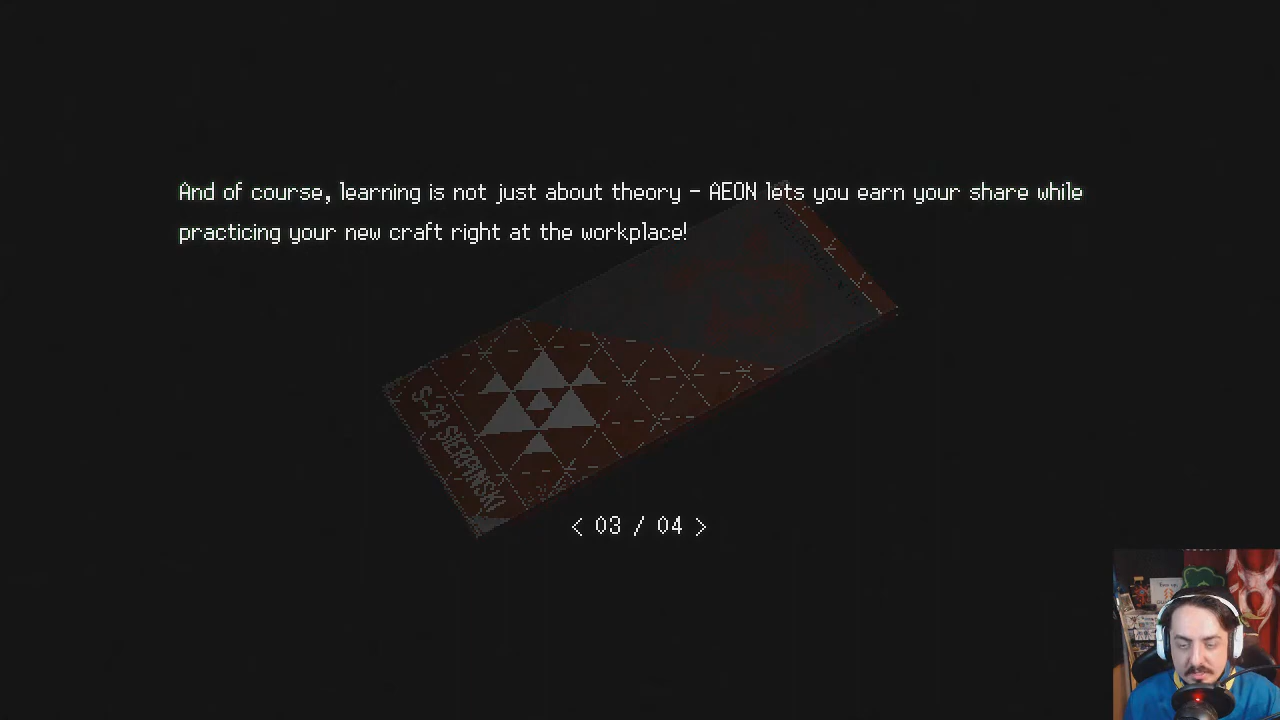 And of course, learning is not just about theory - AEON lets you earn your share while
practicing your new craft right at the workplace!
S-23 SIERPINSKI
< 03 / 04 >